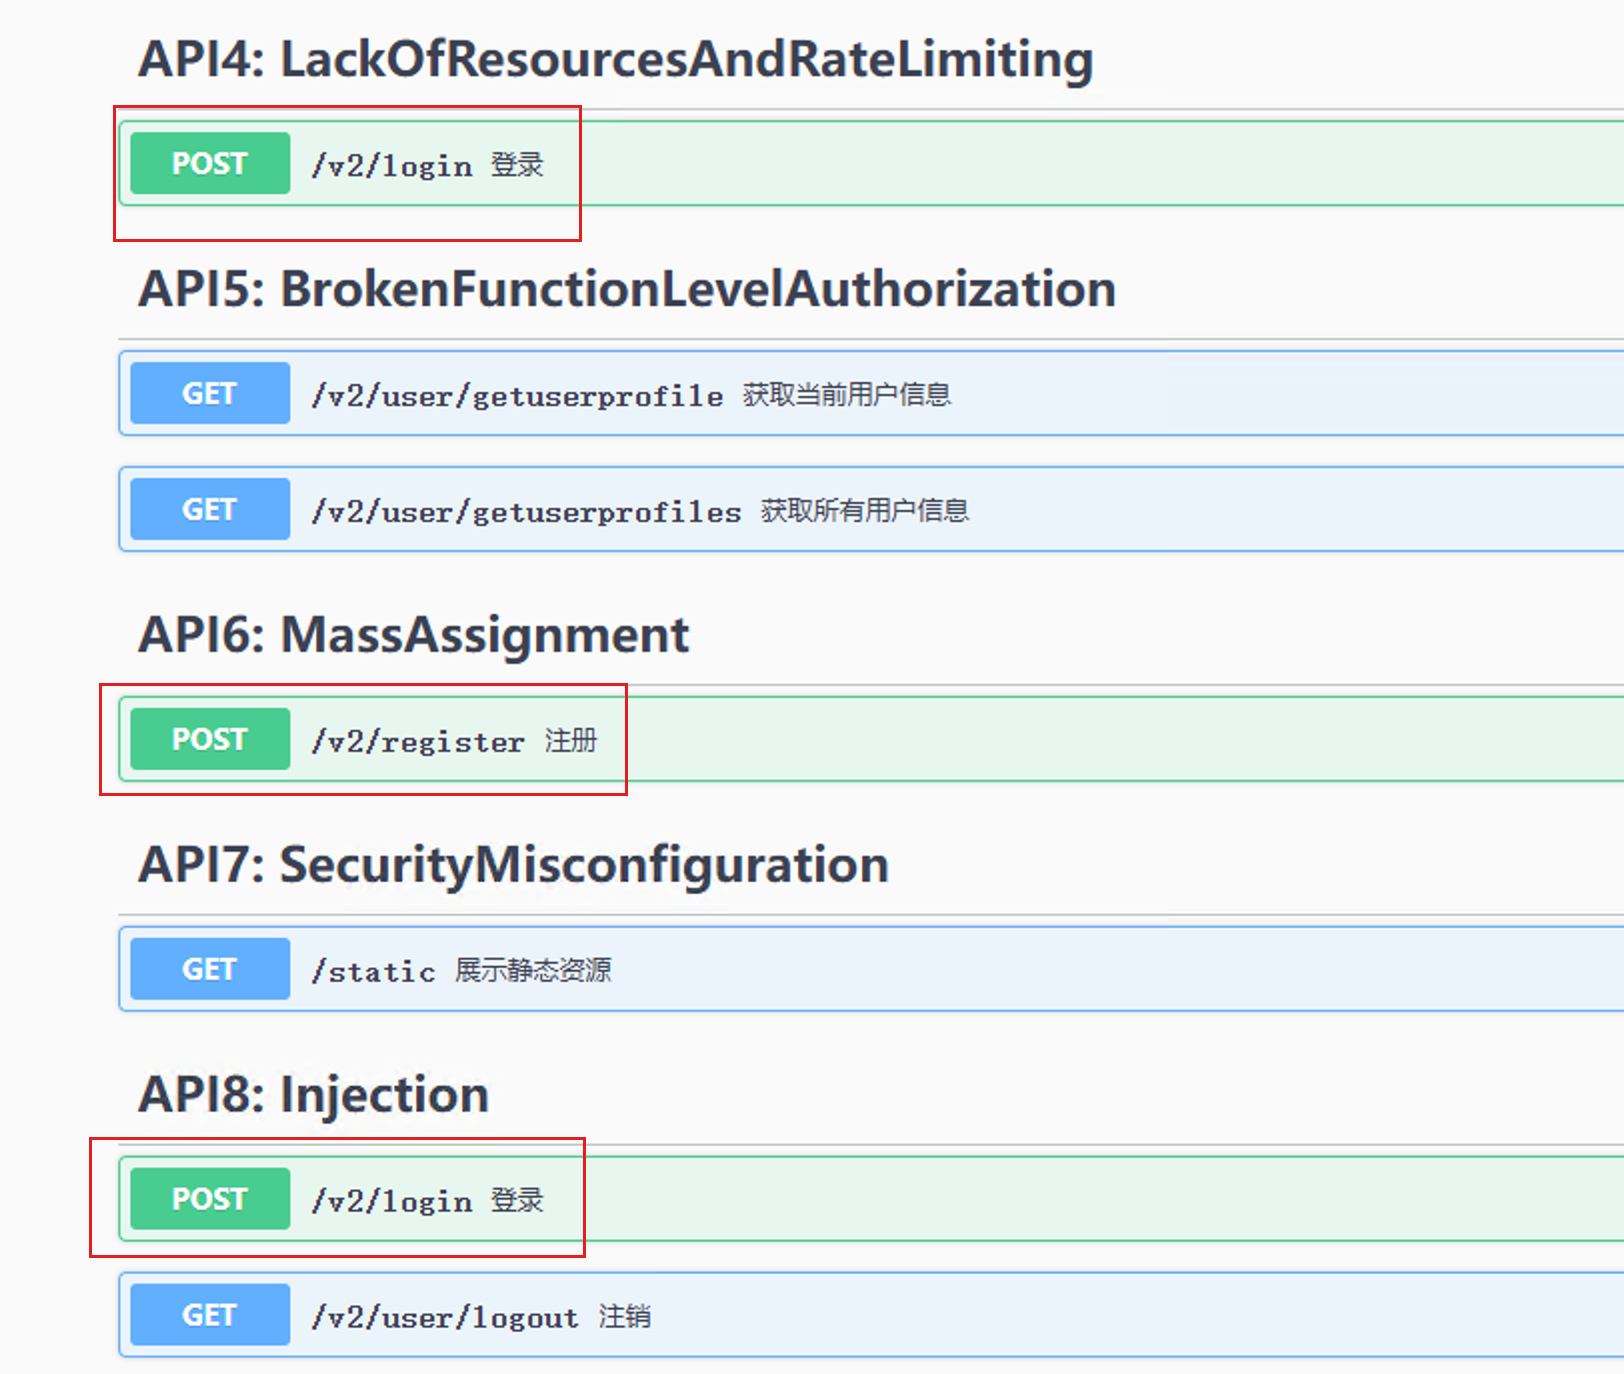 API4: LackOfResourcesAndRateLimiting
POST /v2/login 登录
API5: BrokenFunctionLevelAuthorization
GET /v2/user/getuserprofile 获取当前用户信息
GET /v2/user/getuserprofiles 获取所有用户信息
API6: MassAssignment
POST /v2/register 注册
API7: SecurityMisconfiguration
GET /static 展示静态资源
API8: Injection
POST /v2/login 登录
GET /v2/user/logout 注销